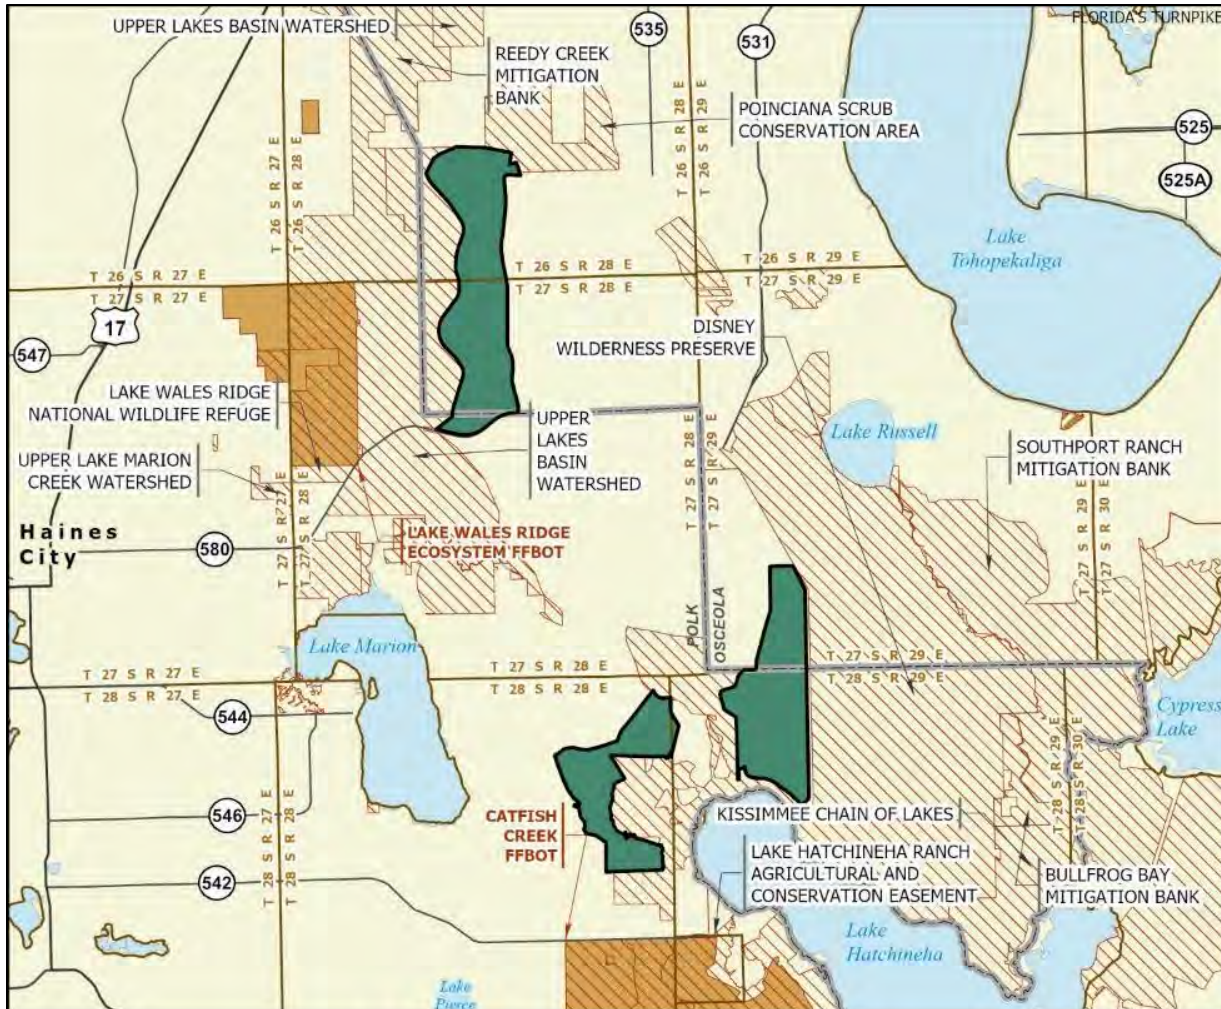 FLORIDA'S TURNPIKE
UPPER LAKES BASIN WATERSHED
535
531
REEDY CREEK
MITIGATION
BANK
POINCIANA SCRUB
CONSERVATION AREA
525
525A
T 26 S R 27 E
T 26 S R 28 E
T 26 S R 28 E
T 26 S R 29 E
Lake
Tohopekaliga
T 26 S R 27 E
T 27 S R 27 E
T 26 S R 28 E
T 27 S R 28 E
T 26 S R 29 E
T 27 S R 29 E
17
547
DISNEY
WILDERNESS PRESERVE
LAKE WALES RIDGE
NATIONAL WILDLIFE REFUGE
UPPER
LAKES
BASIN
WATERSHED
Lake Russell
SOUTHPORT RANCH
MITIGATION BANK
UPPER LAKE MARION
CREEK WATERSHED
T 27 S R 27 E
T 27 S R 28 E
T 27 S R 28 E
T 27 S R 29 E
T 27 S R 29 E
T 27 S R 30 E
Haines
City
580
LAKE WALES RIDGE
ECOSYSTEM FFBOT
POLK
OSCEOLA
Lake Marion
T 27 S R 27 E
T 28 S R 27 E
T 27 S R 28 E
T 28 S R 28 E
T 27 S R 29 E
T 28 S R 29 E
544
Cypress
Lake
T 28 S R 29 E
T 28 S R 30 E
546
CATFISH
CREEK
FFBOT
KISSIMMEE CHAIN OF LAKES
T 28 S R 27 E
T 28 S R 28 E
542
LAKE HATCHINEHA RANCH
AGRICULTURAL AND
CONSERVATION EASEMENT
BULLFROG BAY
MITIGATION BANK
Lake
Hatchineha
Lake
Pierce